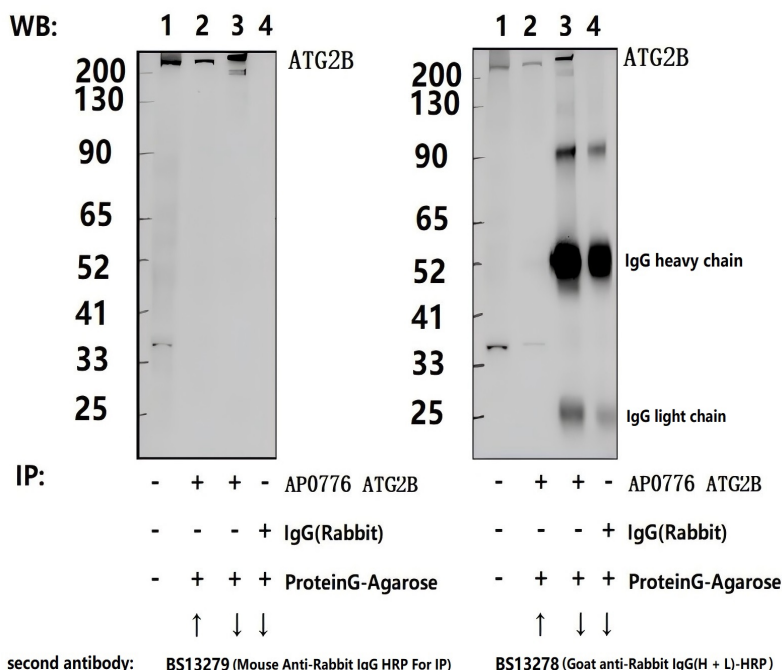 WB: 1 2 3 4 1 2 3 4
ATG2B ATG2B
200 200
130 130
90 90
65 65
52 IgG heavy chain 52
41 41
33 33
25 25 IgG light chain
IP: - + + - AP0776 ATG2B - + + - AP0776 ATG2B
- - - + IgG(Rabbit) - - - + IgG(Rabbit)
- + + + ProteinG-Agarose - + + + ProteinG-Agarose
↑ ↓ ↓ ↑ ↓ ↓
second antibody: BS13279 (Mouse Anti-Rabbit IgG HRP For IP) BS13278 (Goat anti-Rabbit IgG(H + L)-HRP)